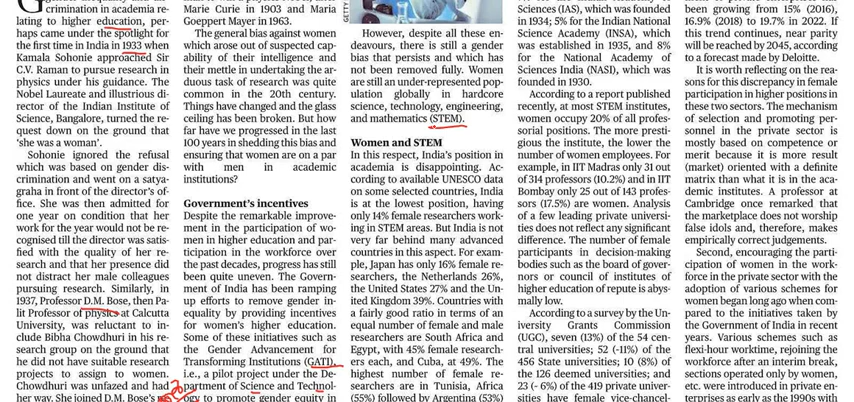 crimination in academia re-
lating to higher education, per-
haps came under the spotlight for
the first time in India in 1933 when
Kamala Sohonie approached Sir
C.V. Raman to pursue research in
physics under his guidance. The
Nobel Laureate and illustrious di-
rector of the Indian Institute of
Science, Bangalore, turned the re-
quest down on the ground that
'she was a woman'.
Sohonie ignored the refusal
which was based on gender dis-
crimination and went on a satya-
graha in front of the director's of-
fice. She was then admitted for
one year on condition that her
work for the year would not be re-
cognised till the director was satis-
fied with the quality of her re-
search and that her presence did
not distract her male colleagues
pursuing research. Similarly, in
1937, Professor D.M. Bose, then Pa-
lit Professor of physics at Calcutta
University, was reluctant to in-
clude Bibha Chowdhuri in his re-
search group on the ground that
he did not have suitable research
projects to assign to women.
Chowdhuri was unfazed and had
her way. She joined D.M. Bose's
Marie Curie in 1903 and Maria
Goeppert Mayer in 1963.
The general bias against women
which arose out of suspected cap-
ability of their intelligence and
their mettle in undertaking the ar-
duous task of research was quite
common in the 20th century.
Things have changed and the glass
ceiling has been broken. But how
far have we progressed in the last
100 years in shedding this bias and
ensuring that women are on a par
with men in academic
institutions?
Government's incentives
Despite the remarkable improve-
ment in the participation of wo-
men in higher education and par-
ticipation in the workforce over
the past decades, progress has still
been quite uneven. The Govern-
ment of India has been ramping
up efforts to remove gender in-
equality by providing incentives
for women's higher education.
Some of these initiatives such as
the Gender Advancement for
Transforming Institutions (GATI),
i.e., a pilot project under the De-
partment of Science and Technol-
ogy to promote gender equity in
GETTY
However, despite all these en-
deavours, there is still a gender
bias that persists and which has
not been removed fully. Women
are still an under-represented pop-
ulation globally in hardcore
science, technology, engineering,
and mathematics (STEM).
Women and STEM
In this respect, India's position in
academia is disappointing. Ac-
cording to available UNESCO data
on some selected countries, India
is at the lowest position, having
only 14% female researchers work-
ing in STEM areas. But India is not
very far behind many advanced
countries in this aspect. For exam-
ple, Japan has only 16% female re-
searchers, the Netherlands 26%,
the United States 27% and the Un-
ited Kingdom 39%. Countries with
a fairly good ratio in terms of an
equal number of female and male
researchers are South Africa and
Egypt, with 45% female research-
ers each, and Cuba, at 49%. The
highest number of female re-
searchers are in Tunisia, Africa
(55%) followed by Argentina (53%)
Sciences (IAS), which was founded
in 1934; 5% for the Indian National
Science Academy (INSA), which
was established in 1935, and 8%
for the National Academy of
Sciences India (NASI), which was
founded in 1930.
According to a report published
recently, at most STEM institutes,
women occupy 20% of all profes-
sorial positions. The more presti-
gious the institute, the lower the
number of women employees. For
example, in IIT Madras only 31 out
of 314 professors (10.2%) and in IIT
Bombay only 25 out of 143 profes-
sors (17.5%) are women. Analysis
of a few leading private universi-
ties does not reflect any significant
difference. The number of female
participants in decision-making
bodies such as the board of gover-
nors or council of institutes of
higher education of repute is abys-
mally low.
According to a survey by the Un-
iversity Grants Commission
(UGC), seven (13%) of the 54 cen-
tral universities; 52 (~11%) of the
456 State universities; 10 (8%) of
the 126 deemed universities; and
23 (~ 6%) of the 419 private univer-
sities have female vice-chancel-
been growing from 15% (2016),
16.9% (2018) to 19.7% in 2022. If
this trend continues, near parity
will be reached by 2045, according
to a forecast made by Deloitte.
It is worth reflecting on the rea-
sons for this discrepancy in female
participation in higher positions in
these two sectors. The mechanism
of selection and promoting per-
sonnel in the private sector is
mostly based on competence or
merit because it is more result
(market) oriented with a definite
matrix than what it is in the aca-
demic institutions. A professor at
Cambridge once remarked that
the marketplace does not worship
false idols and, therefore, makes
empirically correct judgements.
Second, encouraging the parti-
cipation of women in the work-
force in the private sector with the
adoption of various schemes for
women began long ago when com-
pared to the initiatives taken by
the Government of India in recent
years. Various schemes such as
flexi-hour worktime, rejoining the
workforce after an interim break,
sections operated only by women,
etc. were introduced in private en-
terprises as early as the 1990s with